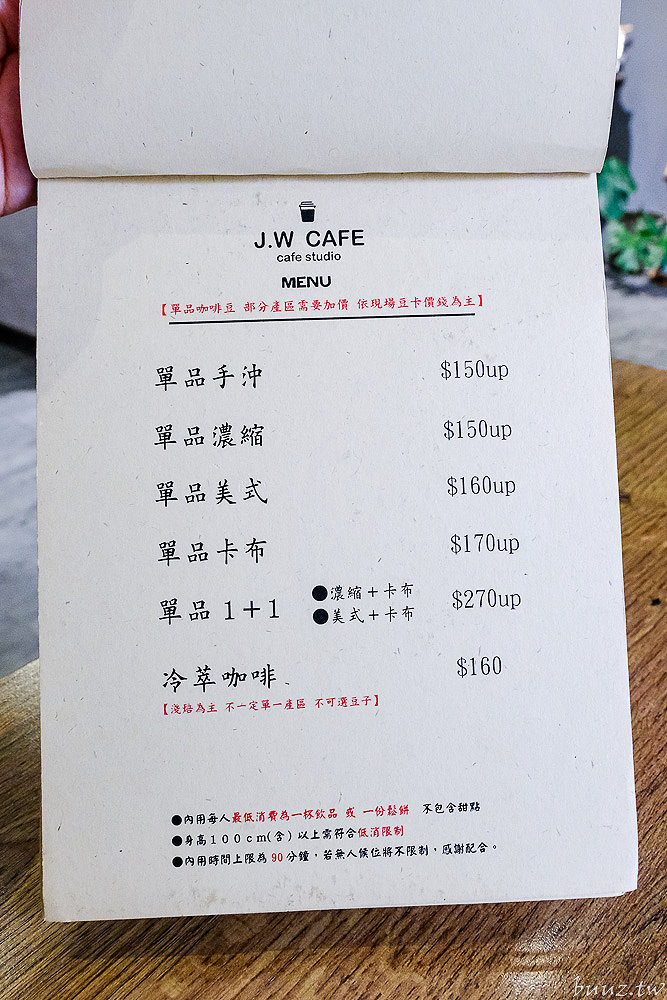 J.W CAFE
cafe studio
MENU
【單品咖啡豆 部分產區需要加價 依現場豆卡價錢為主】
單品手沖 $150up
單品濃縮 $150up
單品美式 $160up
單品卡布 $170up
單品 1+1 ●濃縮+卡布 ●美式+卡布 $270up
冷萃咖啡 $160
【淺焙為主 不一定單一產區 不可選豆子】
●內用每人最低消費為一杯飲品 或 一份鬆餅 不包含甜點
●身高100cm(含)以上需符合低消限制
●內用時間上限為90分鐘,若無人候位將不限制,感謝配合。
buuz.tw